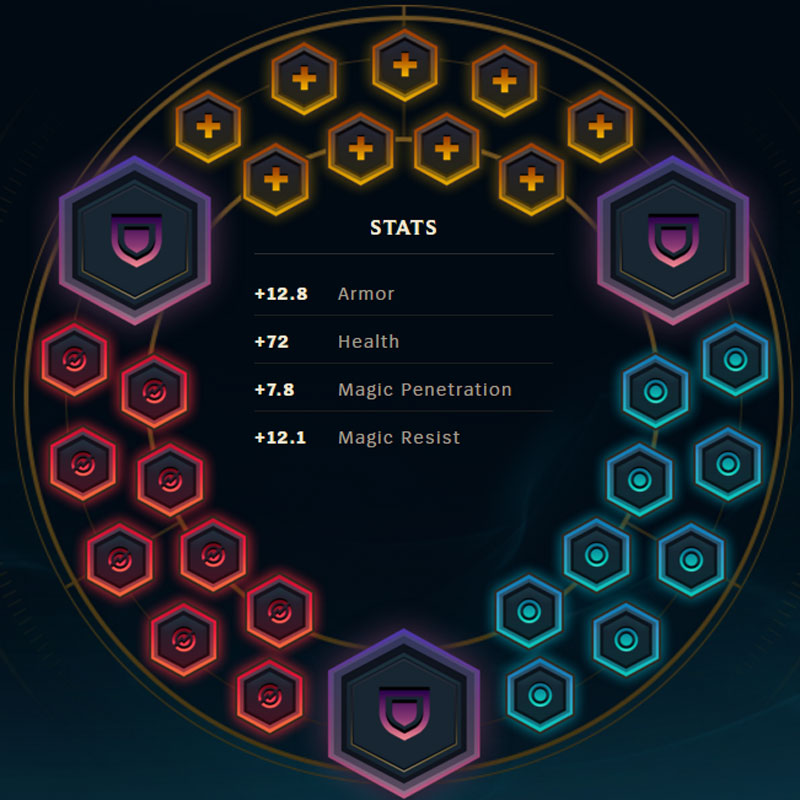 STATS
+12.8 Armor
+72 Health
+7.8 Magic Penetration
+12.1 Magic Resist